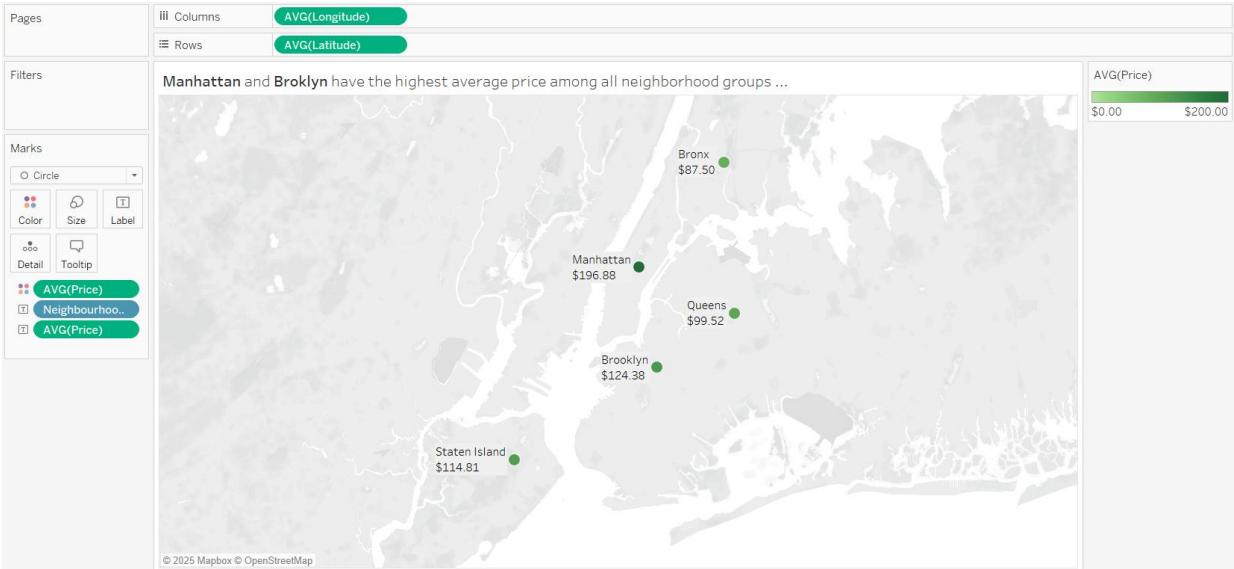 Pages
Columns
AVG(Longitude)
Rows
AVG(Latitude)
Filters
Marks
Circle
Color
Size
Label
Detail
Tooltip
AVG(Price)
Neighbourhoo..
AVG(Price)
Manhattan and Broklyn have the highest average price among all neighborhood groups ...
Bronx
$87.50
Manhattan
$196.88
Queens
$99.52
Brooklyn
$124.38
Staten Island
$114.81
© 2025 Mapbox © OpenStreetMap
AVG(Price)
$0.00 $200.00